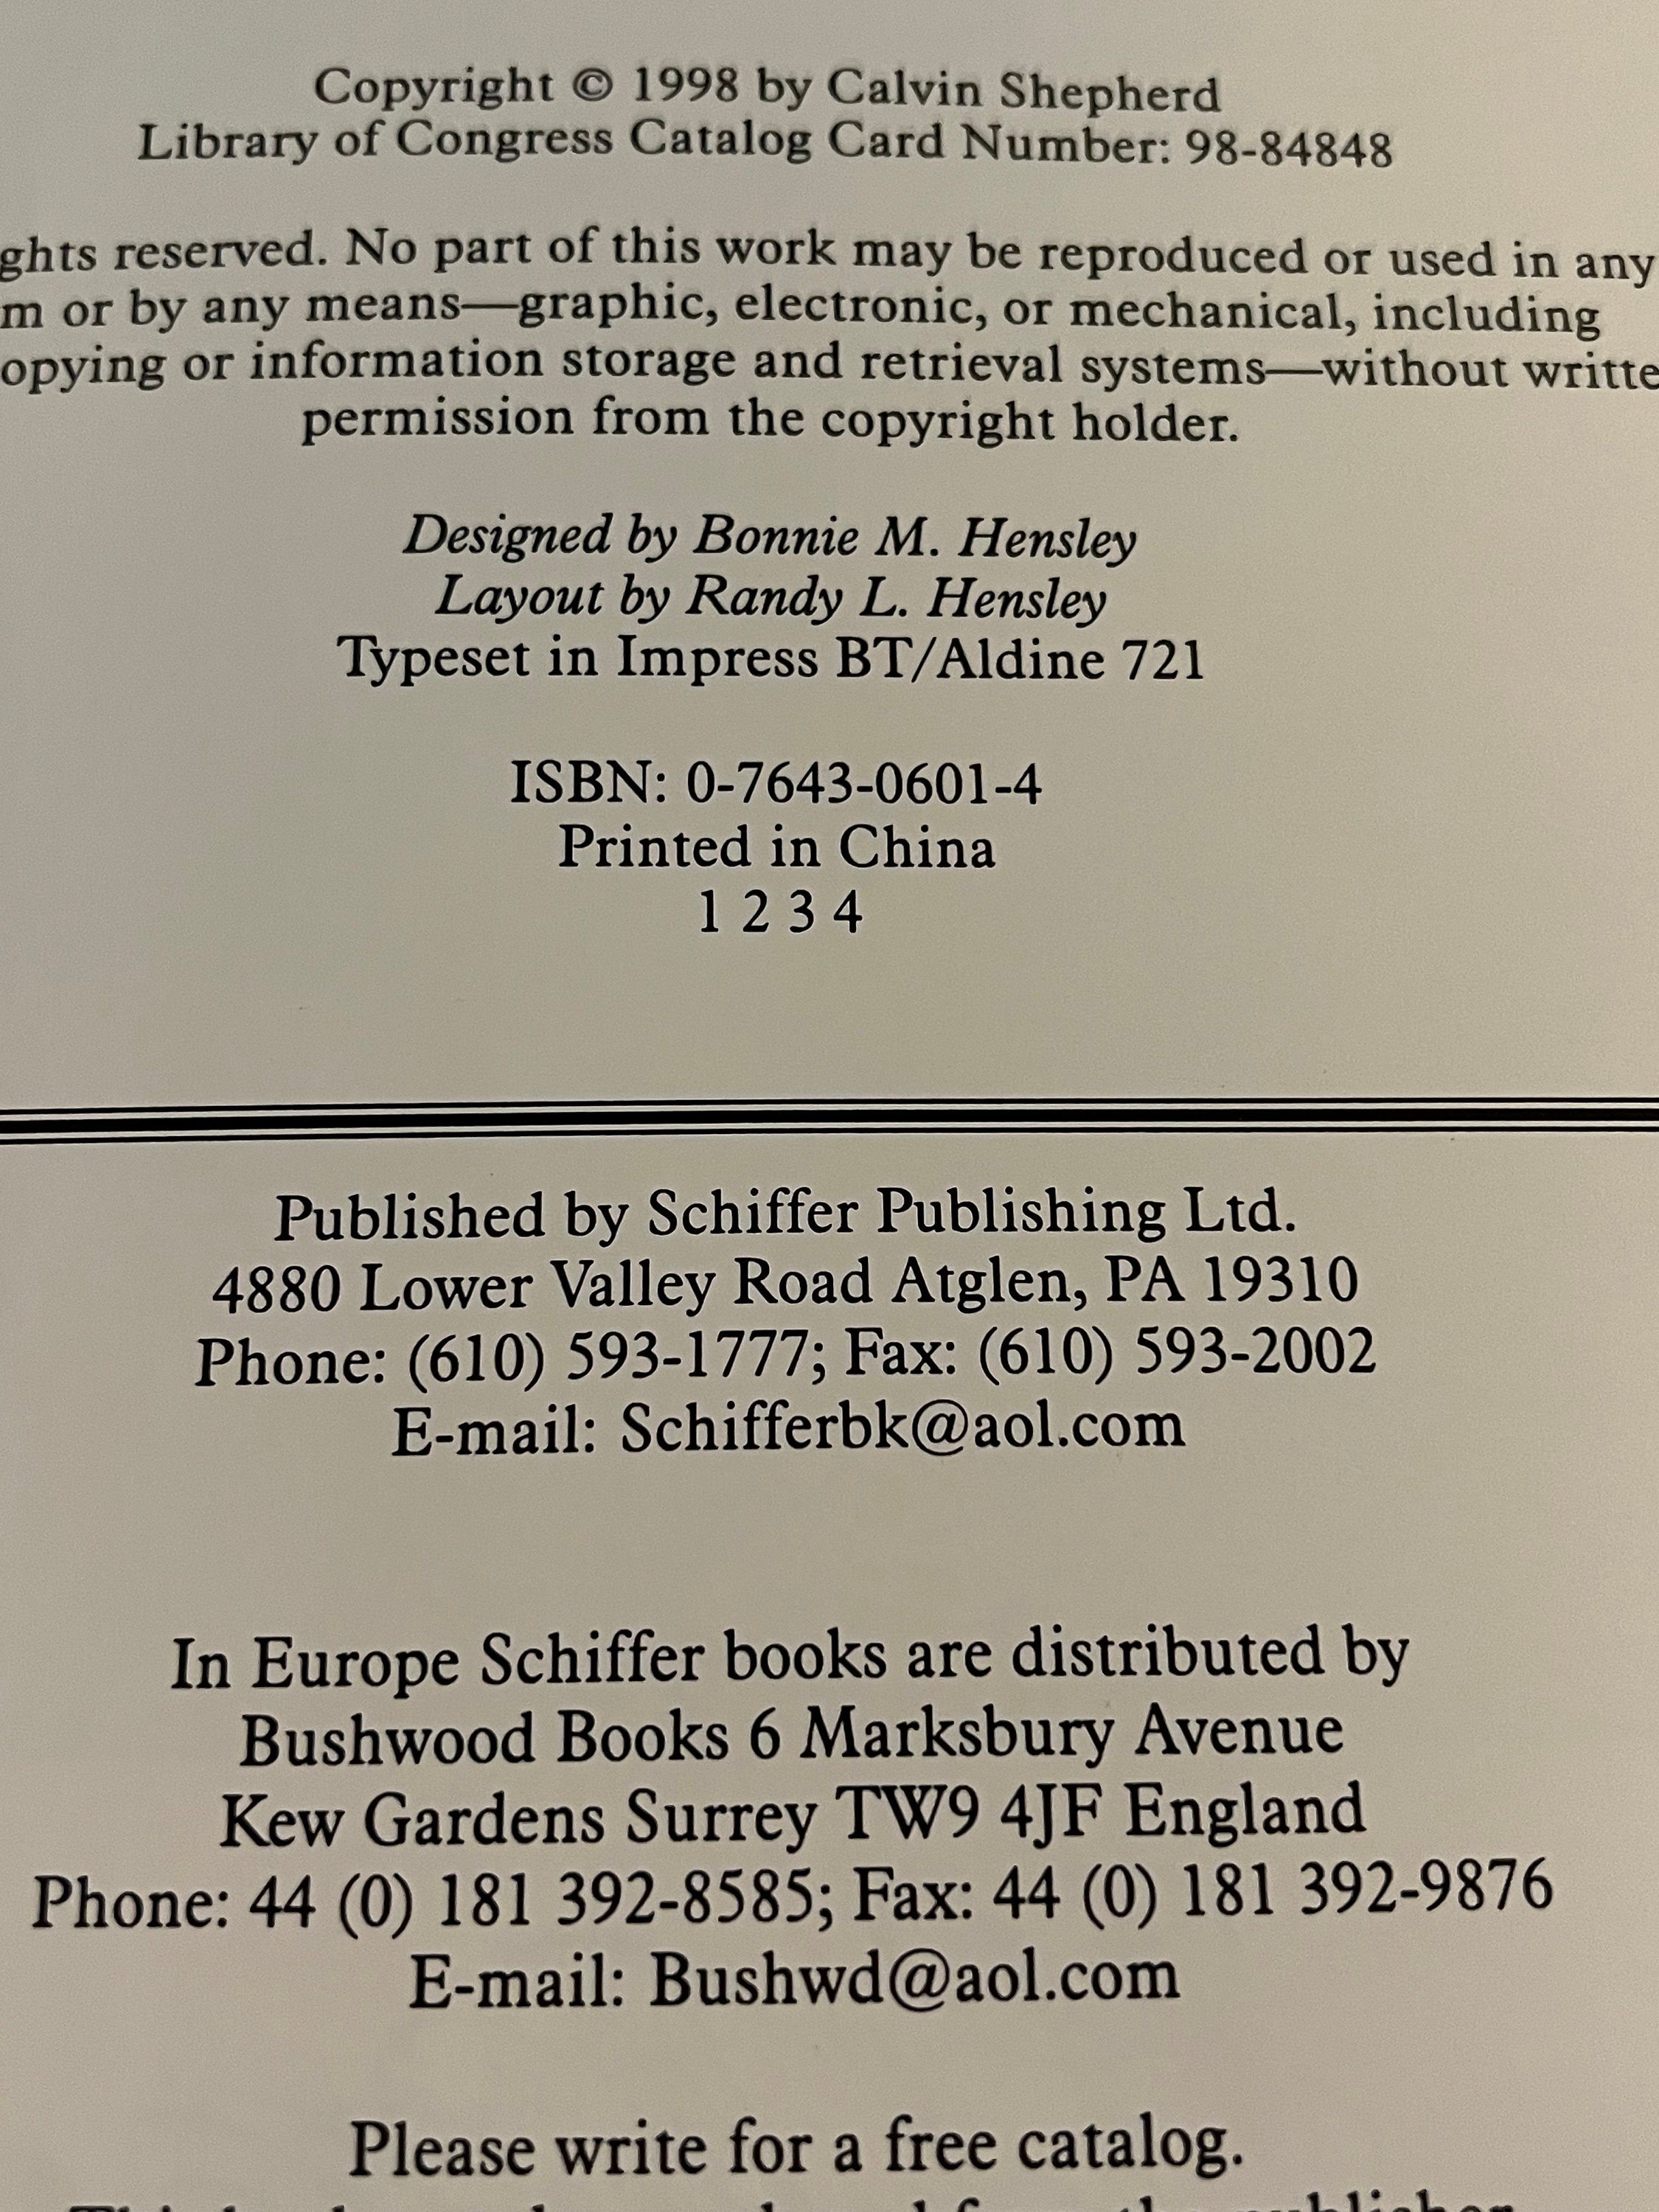 Copyright © 1998 by Calvin Shepherd
Library of Congress Catalog Card Number: 98-84848
ghts reserved. No part of this work may be reproduced or used in any
m or by any means—graphic, electronic, or mechanical, including
opying or information storage and retrieval systems—without writte
permission from the copyright holder.
Designed by Bonnie M. Hensley
Layout by Randy L. Hensley
Typeset in Impress BT/Aldine 721
ISBN: 0-7643-0601-4
Printed in China
1 2 3 4
Published by Schiffer Publishing Ltd.
4880 Lower Valley Road Atglen, PA 19310
Phone: (610) 593-1777; Fax: (610) 593-2002
E-mail: Schifferbk@aol.com
In Europe Schiffer books are distributed by
Bushwood Books 6 Marksbury Avenue
Kew Gardens Surrey TW9 4JF England
Phone: 44 (0) 181 392-8585; Fax: 44 (0) 181 392-9876
E-mail: Bushwd@aol.com
Please write for a free catalog.